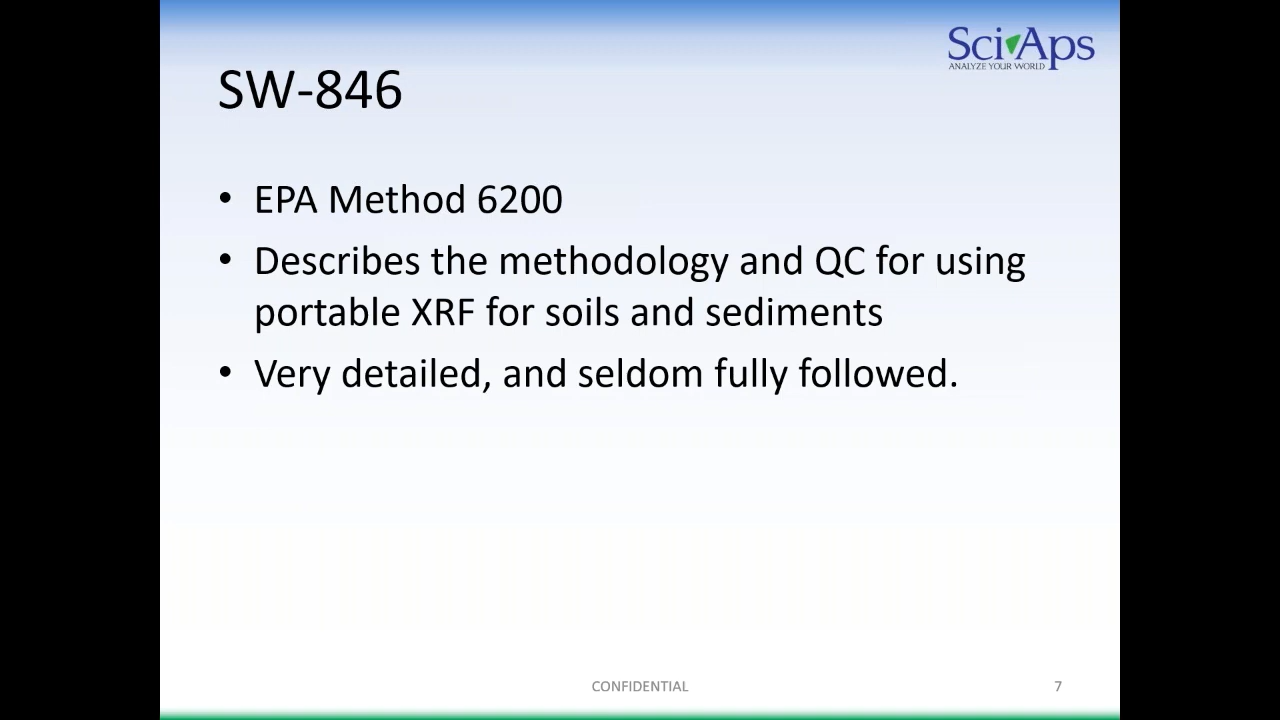 SciAps
ANALYZE YOUR WORLD
SW-846
• EPA Method 6200
• Describes the methodology and QC for using
portable XRF for soils and sediments
• Very detailed, and seldom fully followed.
CONFIDENTIAL
7